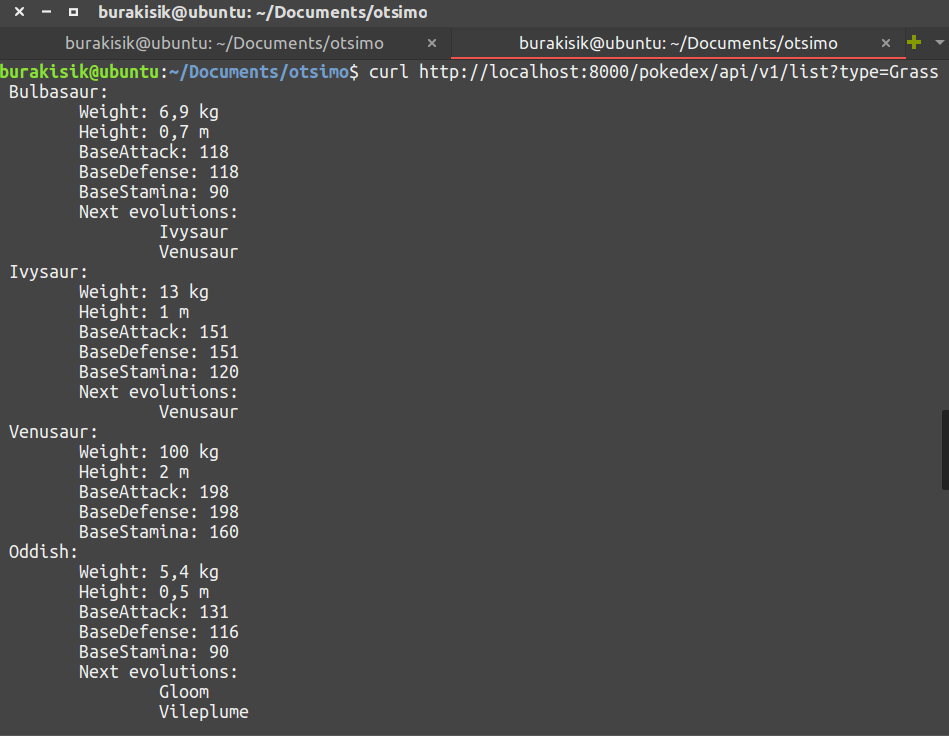 burakisik@ubuntu: ~/Documents/otsimo
burakisik@ubuntu: ~/Documents/otsimo
burakisik@ubuntu: ~/Documents/otsimo
burakisik@ubuntu:~/Documents/otsimo$ curl http://localhost:8000/pokedex/api/v1/list?type=Grass
Bulbasaur:
Weight: 6,9 kg
Height: 0,7 m
BaseAttack: 118
BaseDefense: 118
BaseStamina: 90
Next evolutions:
Ivysaur
Venusaur
Ivysaur:
Weight: 13 kg
Height: 1 m
BaseAttack: 151
BaseDefense: 151
BaseStamina: 120
Next evolutions:
Venusaur
Venusaur:
Weight: 100 kg
Height: 2 m
BaseAttack: 198
BaseDefense: 198
BaseStamina: 160
Oddish:
Weight: 5,4 kg
Height: 0,5 m
BaseAttack: 131
BaseDefense: 116
BaseStamina: 90
Next evolutions:
Gloom
Vileplume